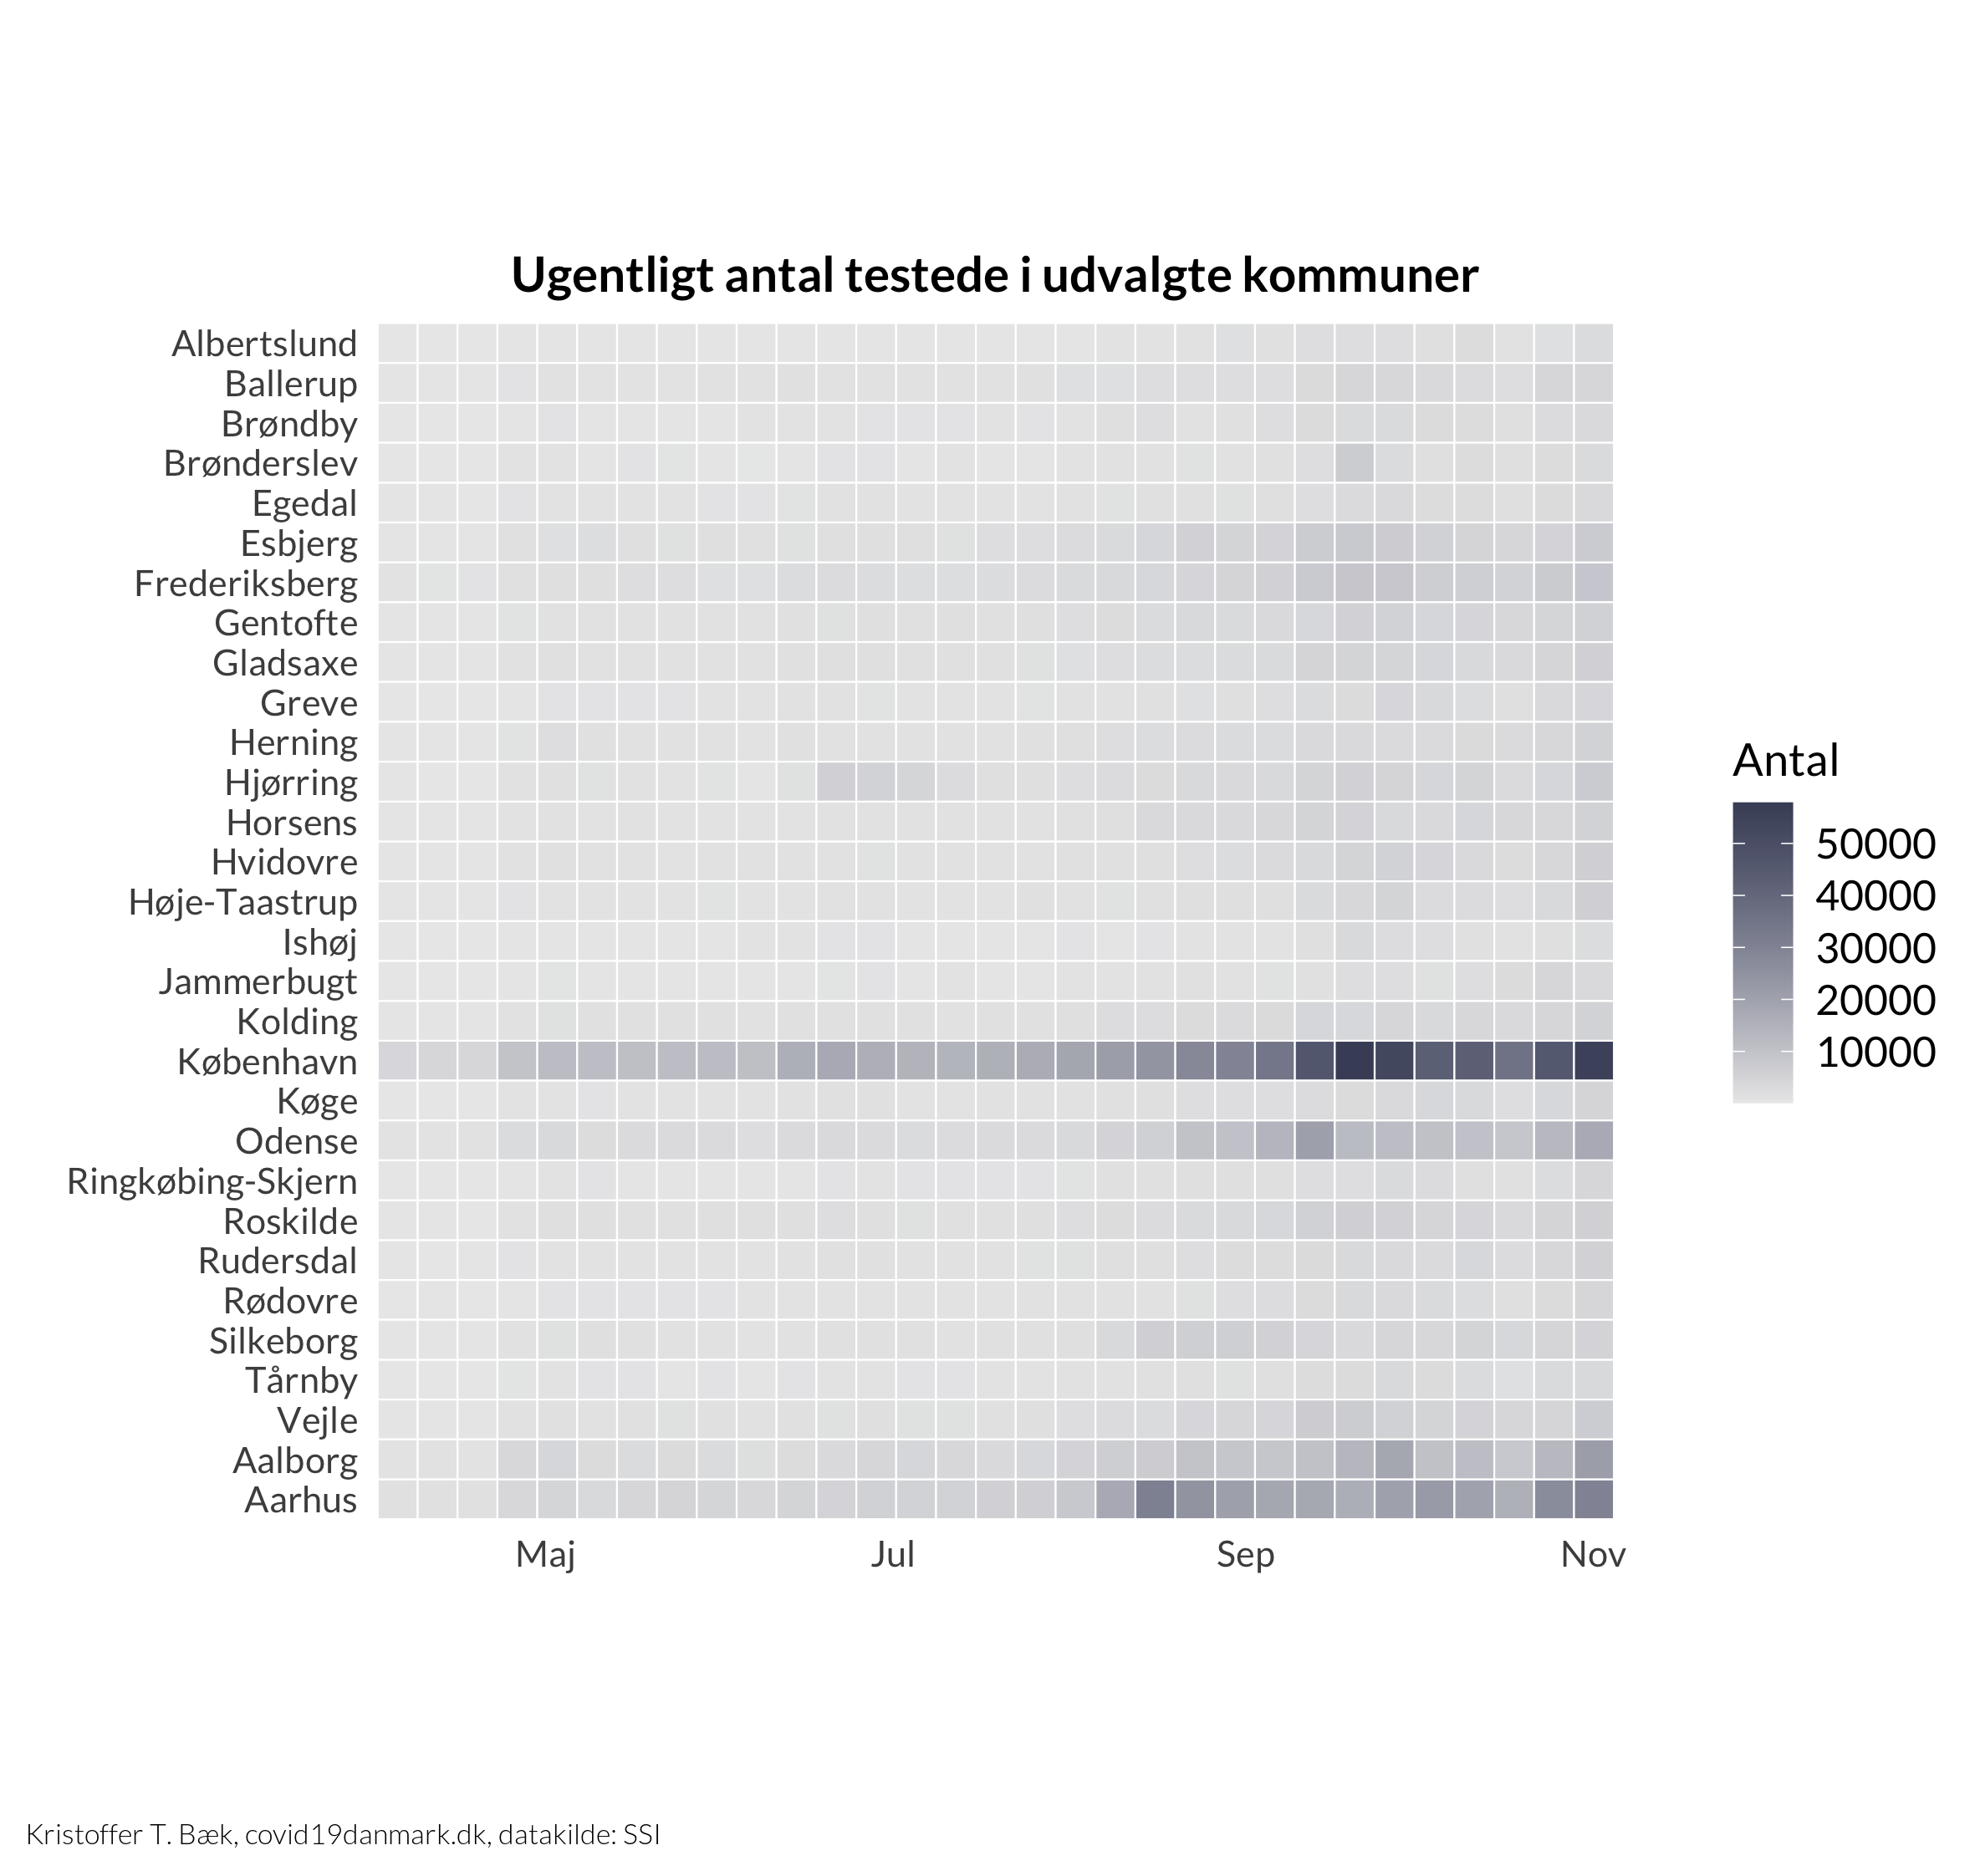 Ugentligt antal testede i udvalgte kommuner
Albertslund
Ballerup
Brøndby
Brønderslev
Egedal
Esbjerg
Frederiksberg
Gentofte
Gladsaxe
Greve
Herning
Hjørring
Horsens
Hvidovre
Høje-Taastrup
Ishøj
Jammerbugt
Kolding
København
Køge
Odense
Ringkøbing-Skjern
Roskilde
Rudersdal
Rødovre
Silkeborg
Tårnby
Vejle
Aalborg
Aarhus
Maj Jul Sep Nov
Antal
50000
40000
30000
20000
10000
Kristoffer T. Bæk, covid19danmark.dk, datakilde: SSI